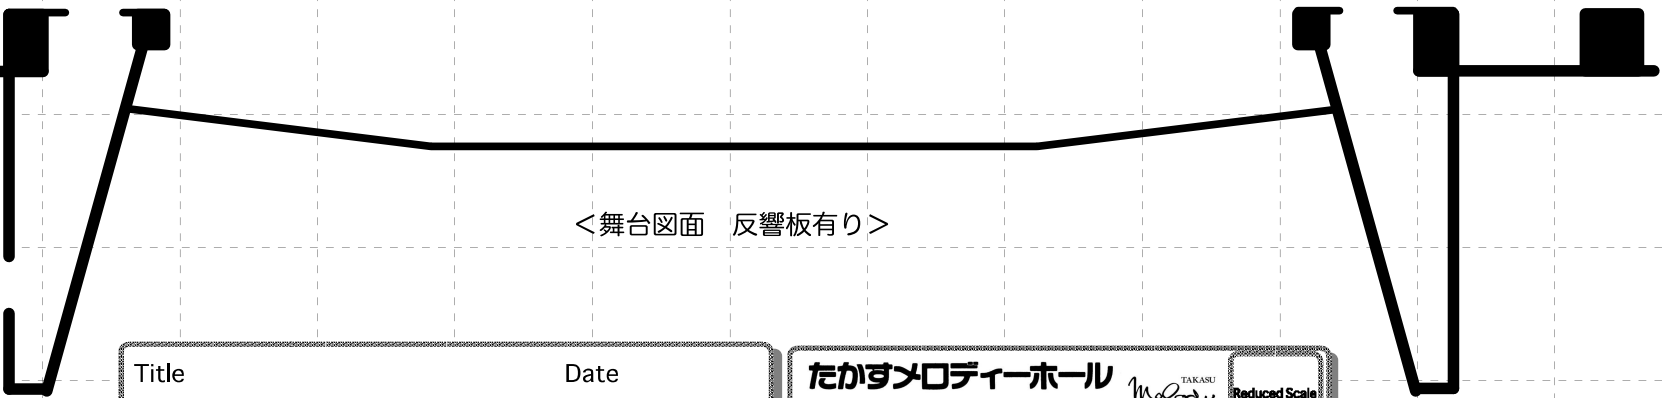 ＜舞台図面　反響板有り＞
Title
Date
たかすメロディーホール
TAKASU
Melody
Reduced Scale